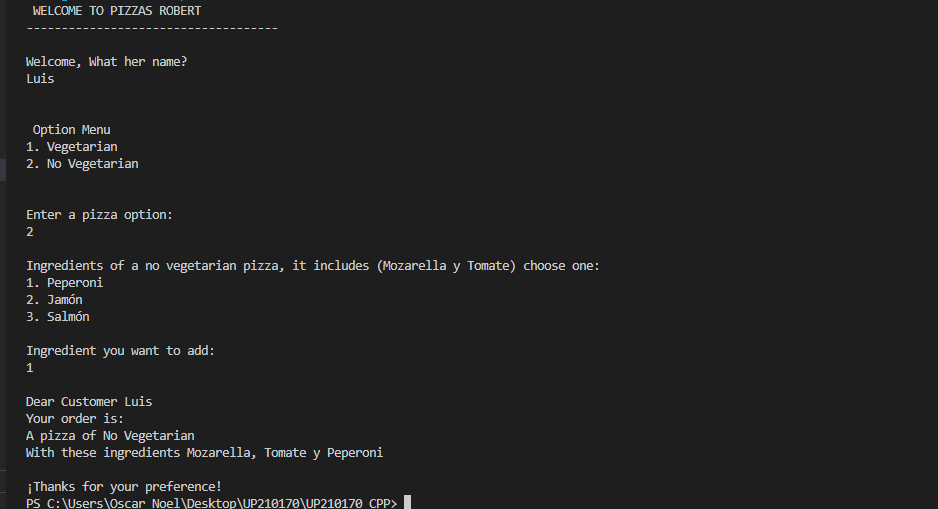 WELCOME TO PIZZAS ROBERT
------------------------------------
Welcome, What her name?
Luis
Option Menu
1. Vegetarian
2. No Vegetarian
Enter a pizza option:
2
Ingredients of a no vegetarian pizza, it includes (Mozarella y Tomate) choose one:
1. Peperoni
2. Jamón
3. Salmón
Ingredient you want to add:
1
Dear Customer Luis
Your order is:
A pizza of No Vegetarian
With these ingredients Mozarella, Tomate y Peperoni
¡Thanks for your preference!
PS C:\Users\Oscar Noel\Desktop\UP210170\UP210170_CPP>